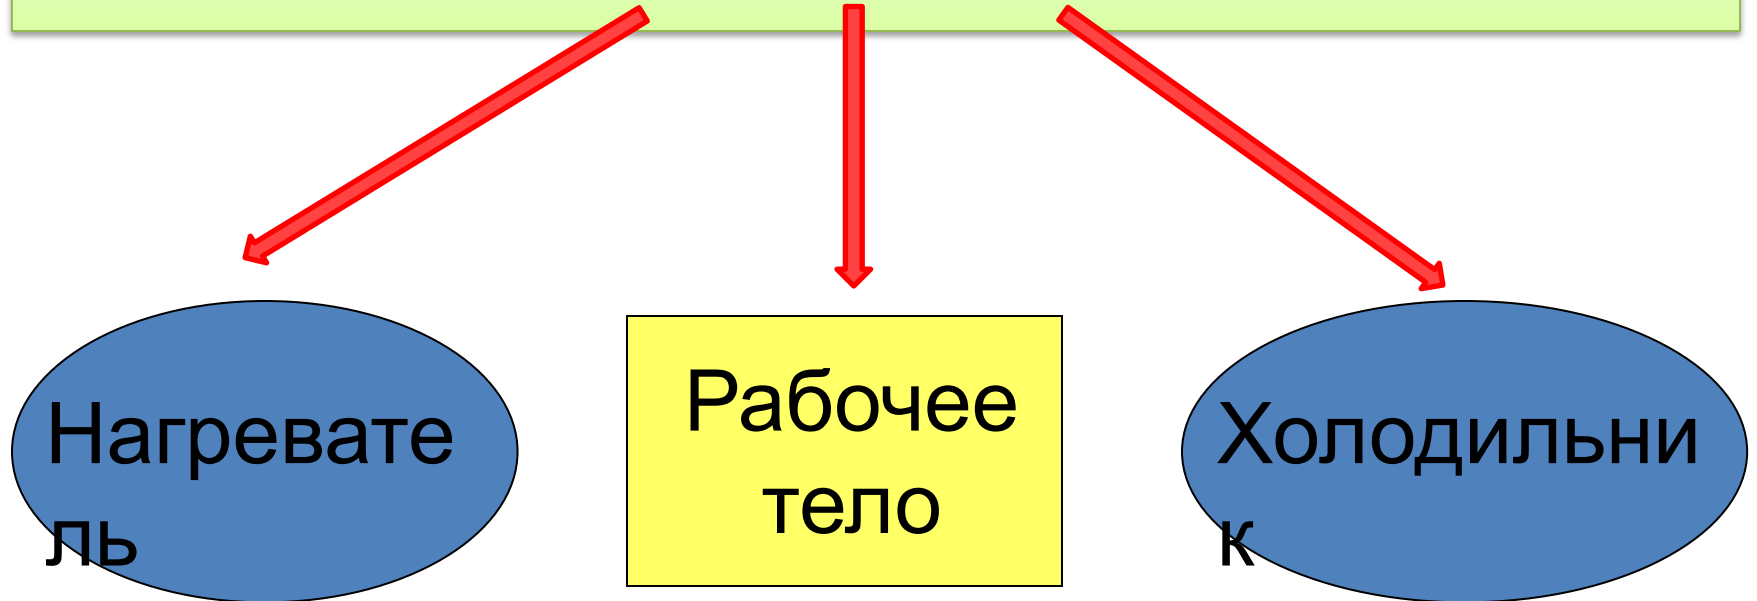 Нагревате
ль
Рабочее
тело
Холодильни
к